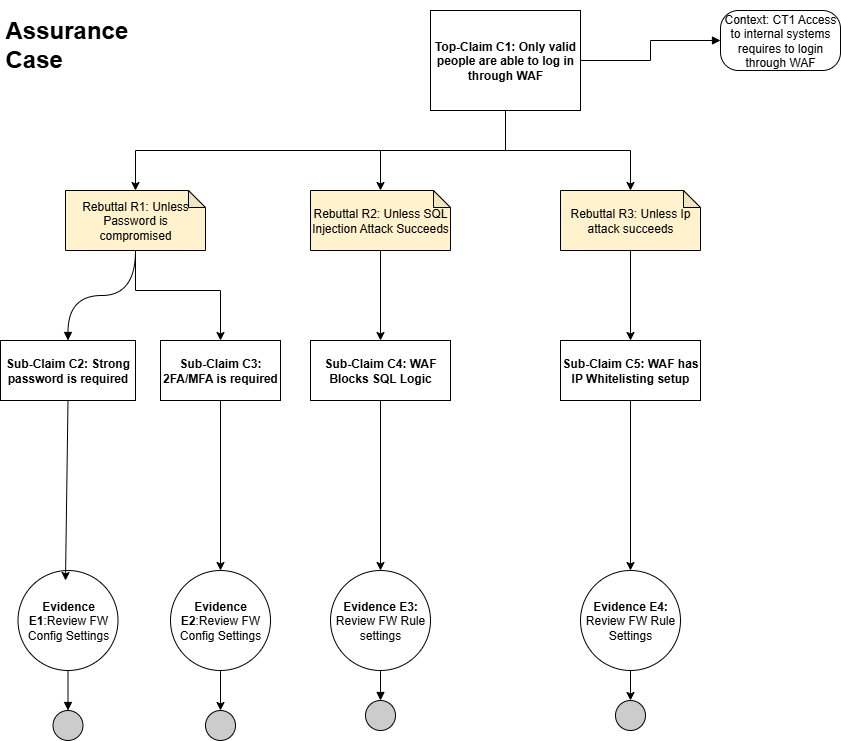 Assurance
Case
Top-Claim C1: Only valid
people are able to log in
through WAF
Context: CT1 Access
to internal systems
requires to login
through WAF
Rebuttal R1: Unless
Password is
compromised
Rebuttal R2: Unless SQL
Injection Attack Succeeds
Rebuttal R3: Unless Ip
attack succeeds
Sub-Claim C2: Strong
password is required
Sub-Claim C3:
2FA/MFA is required
Sub-Claim C4: WAF
Blocks SQL Logic
Sub-Claim C5: WAF has
IP Whitelisting setup
Evidence
E1:Review FW
Config Settings
Evidence
E2:Review FW
Config Settings
Evidence E3:
Review FW Rule
settings
Evidence E4:
Review FW Rule
Settings